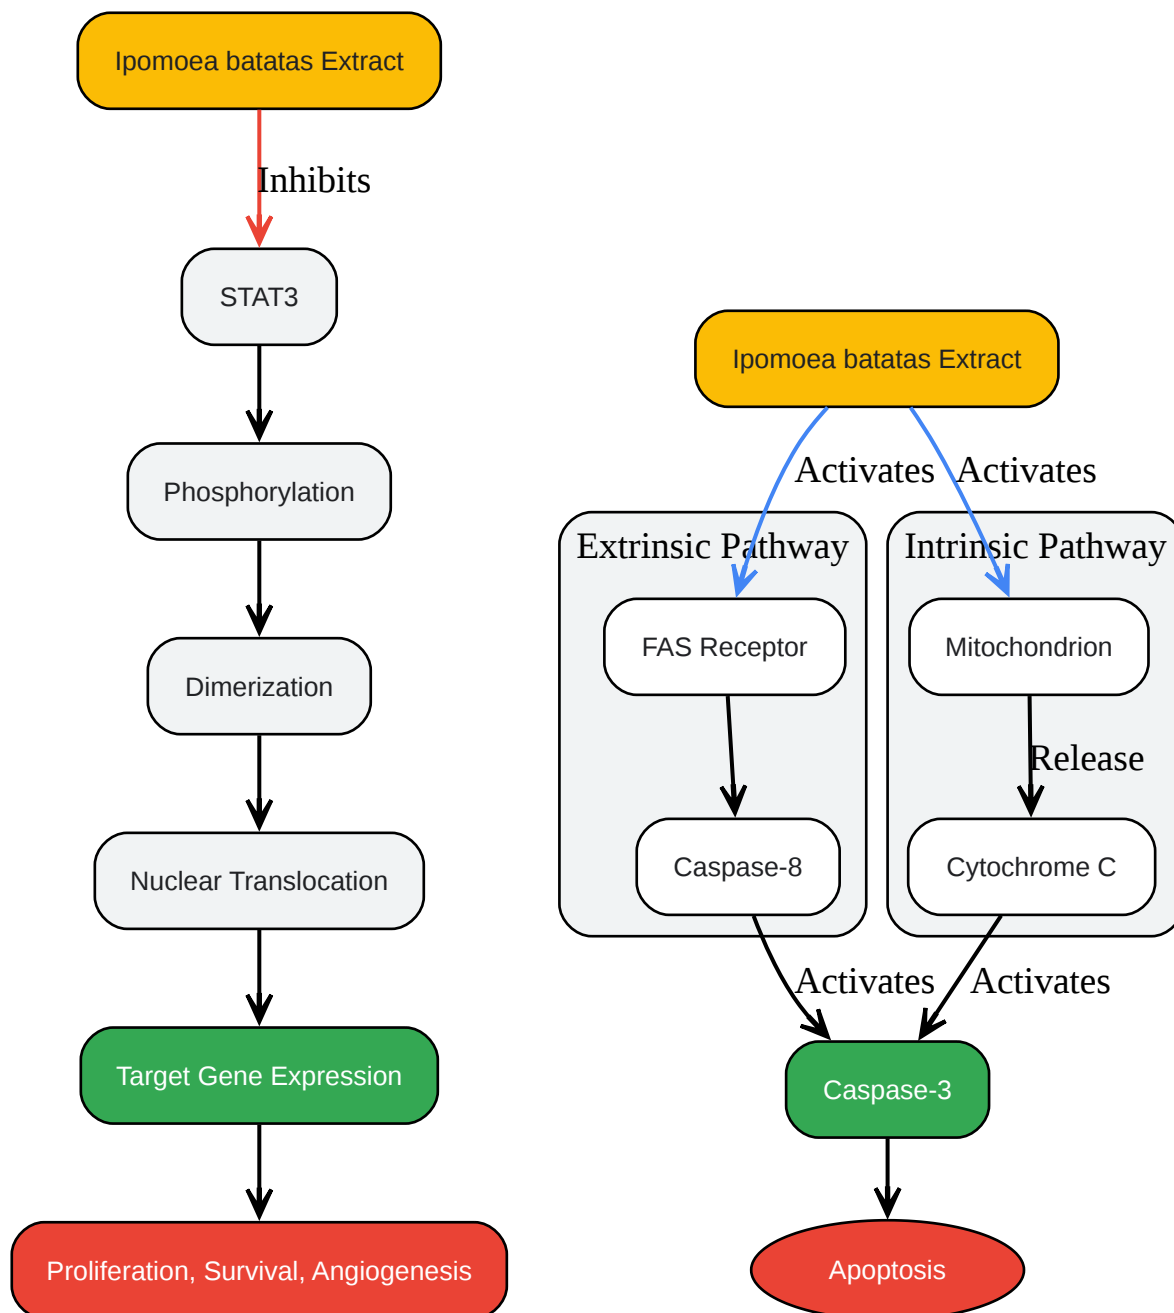 Ipomoea batatas Extract
Inhibits
STAT3
Phosphorylation
Dimerization
Nuclear Translocation
Target Gene Expression
Proliferation, Survival, Angiogenesis
Ipomoea batatas Extract
Activates
Activates
Extrinsic Pathway
Intrinsic Pathway
FAS Receptor
Mitochondrion
Release
Caspase-8
Cytochrome C
Activates
Activates
Caspase-3
Apoptosis